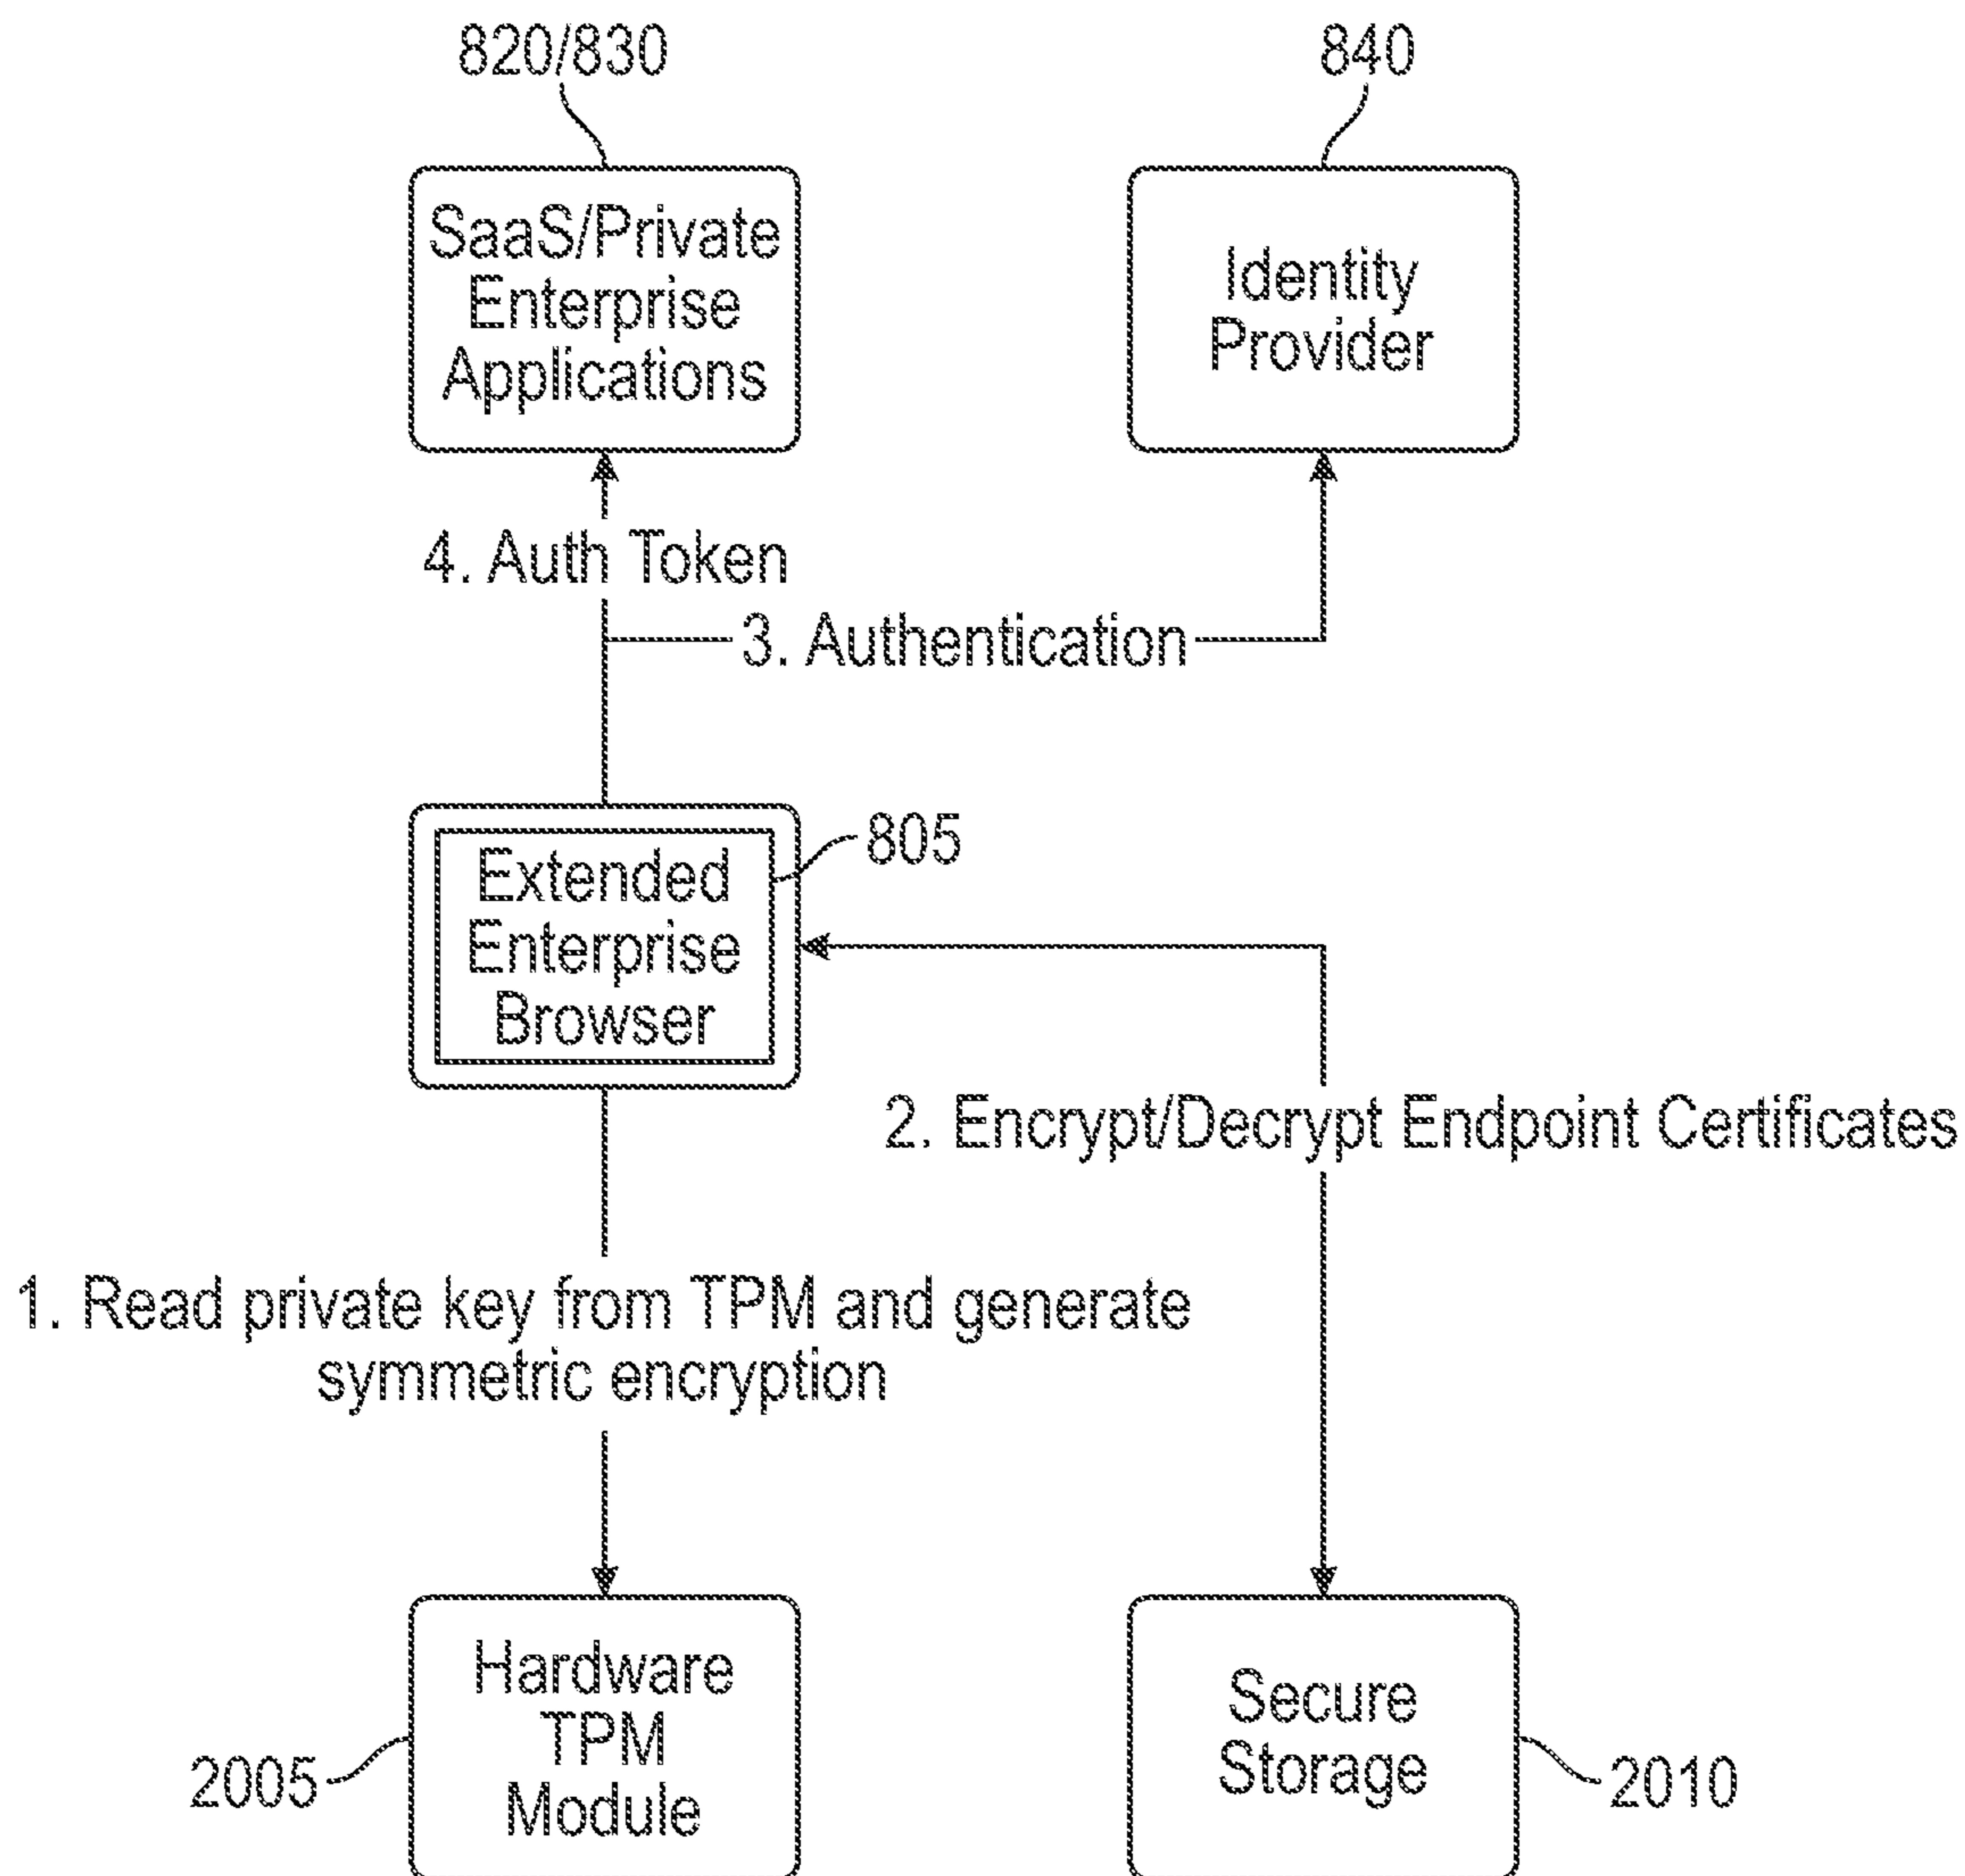 820/830
840
SaaS/Private
Enterprise
Applications
Identity
Provider
4. Auth Token
3. Authentication
805
Extended
Enterprise
Browser
2. Encrypt/Decrypt Endpoint Certificates
1. Read private key from TPM and generate
symmetric encryption
Hardware
TPM
Module
2005
Secure
Storage
2010